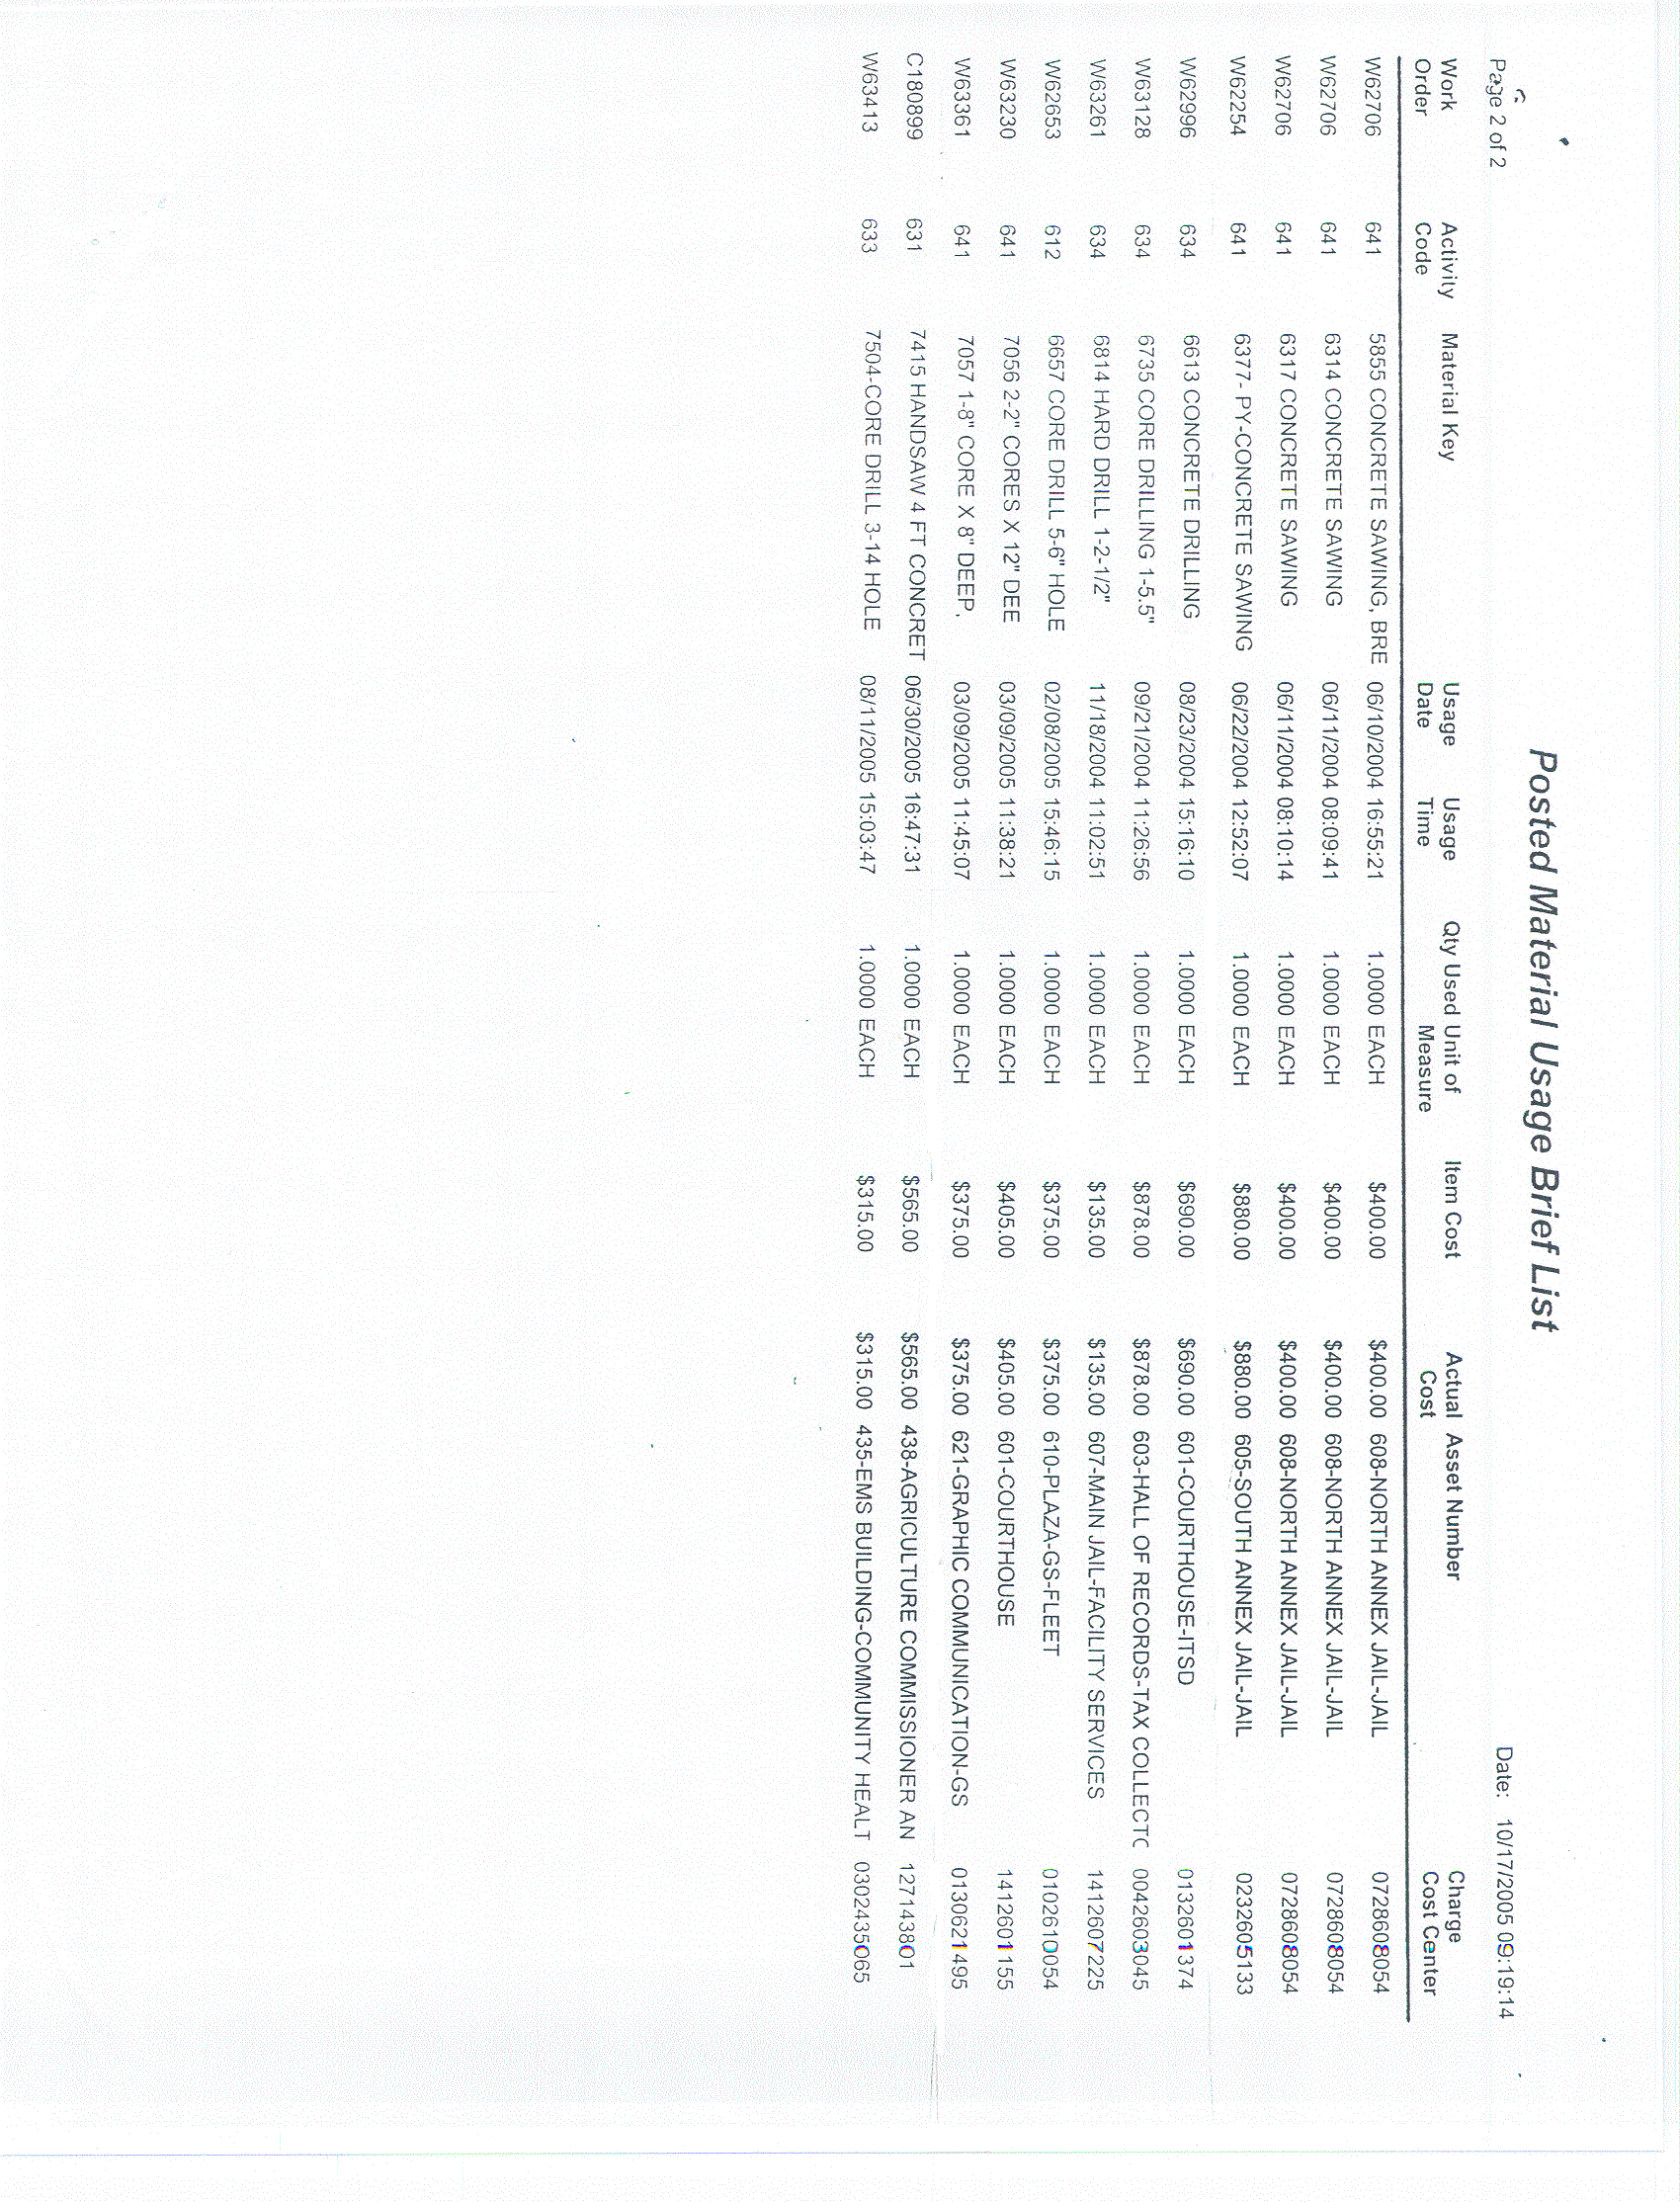 Posted Material Usage Brief List
Page 2 of 2 Date: 10/17/2005 09:19:14
Work Order Activity Code Material Key Usage Date Usage Time Qty Used Unit of Measure Item Cost Actual Cost Asset Number Charge Cost Center
W62706 641 5855 CONCRETE SAWING, BRE 06/10/2004 16:55:21 1.0000 EACH $400.00 $400.00 608-NORTH ANNEX JAIL-JAIL 0728608054
W62706 641 6314 CONCRETE SAWING 06/11/2004 08:09:41 1.0000 EACH $400.00 $400.00 608-NORTH ANNEX JAIL-JAIL 0728608054
W62706 641 6317 CONCRETE SAWING 06/11/2004 08:10:14 1.0000 EACH $400.00 $400.00 608-NORTH ANNEX JAIL-JAIL 0728608054
W62254 641 6377- PY-CONCRETE SAWING 06/22/2004 12:52:07 1.0000 EACH $880.00 $880.00 605-SOUTH ANNEX JAIL-JAIL 0232605133
W62996 634 6613 CONCRETE DRILLING 08/23/2004 15:16:10 1.0000 EACH $690.00 $690.00 601-COURTHOUSE-ITSD 0132601374
W63128 634 6735 CORE DRILLING 1-5.5" 09/21/2004 11:26:56 1.0000 EACH $878.00 $878.00 603-HALL OF RECORDS-TAX COLLECTC 0042603045
W63261 634 6814 HARD DRILL 1-2-1/2" 11/18/2004 11:02:51 1.0000 EACH $135.00 $135.00 607-MAIN JAIL-FACILITY SERVICES 1412607225
W62653 612 6657 CORE DRILL 5-6" HOLE 02/08/2005 15:46:15 1.0000 EACH $375.00 $375.00 610-PLAZA-GS-FLEET 0102610054
W63230 641 7056 2-2" CORES X 12" DEE 03/09/2005 11:38:21 1.0000 EACH $405.00 $405.00 601-COURTHOUSE 1412601155
W63361 641 7057 1-8" CORE X 8" DEEP. 03/09/2005 11:45:07 1.0000 EACH $375.00 $375.00 621-GRAPHIC COMMUNICATION-GS 0130621495
C180899 631 7415 HANDSAW 4 FT CONCRET 06/30/2005 16:47:31 1.0000 EACH $565.00 $565.00 438-AGRICULTURE COMMISSIONER AN 127143801
W63413 633 7504-CORE DRILL 3-14 HOLE 08/11/2005 15:03:47 1.0000 EACH $315.00 $315.00 435-EMS BUILDING-COMMUNITY HEALT 0302435065